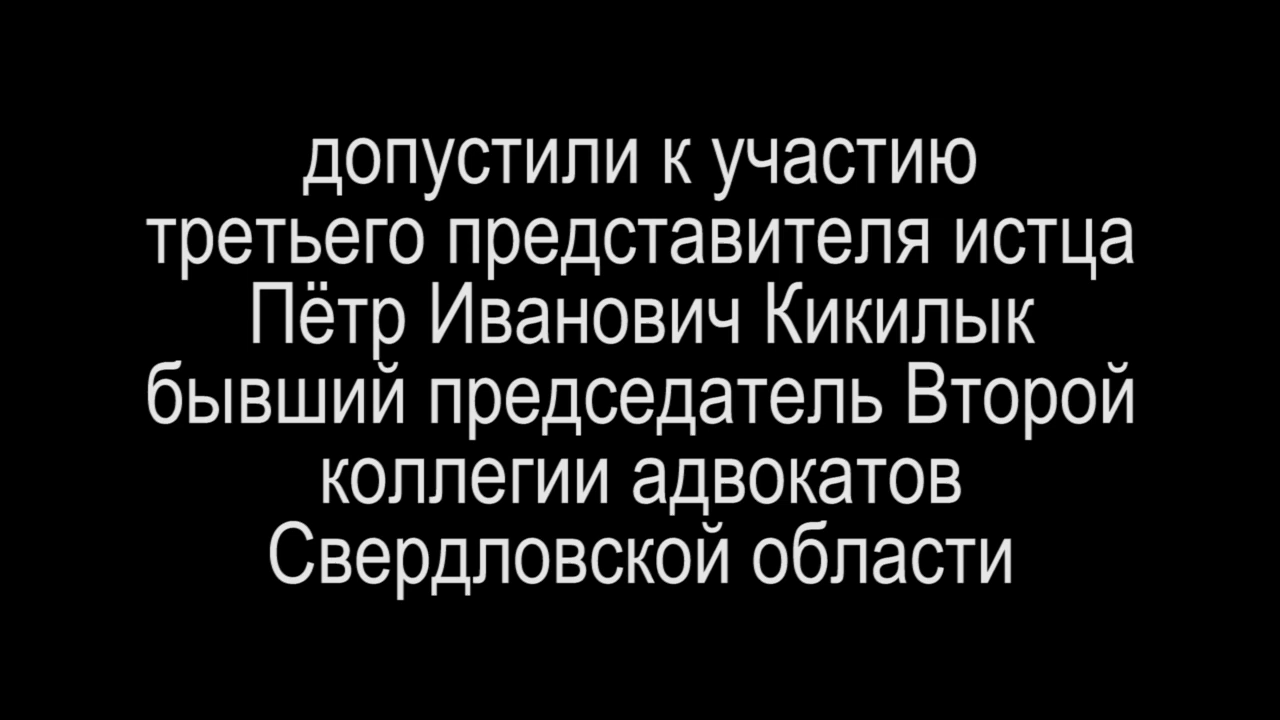 допустили к участию
третьего представителя истца
Пётр Иванович Кикилык
бывший председатель Второй
коллегии адвокатов
Свердловской области